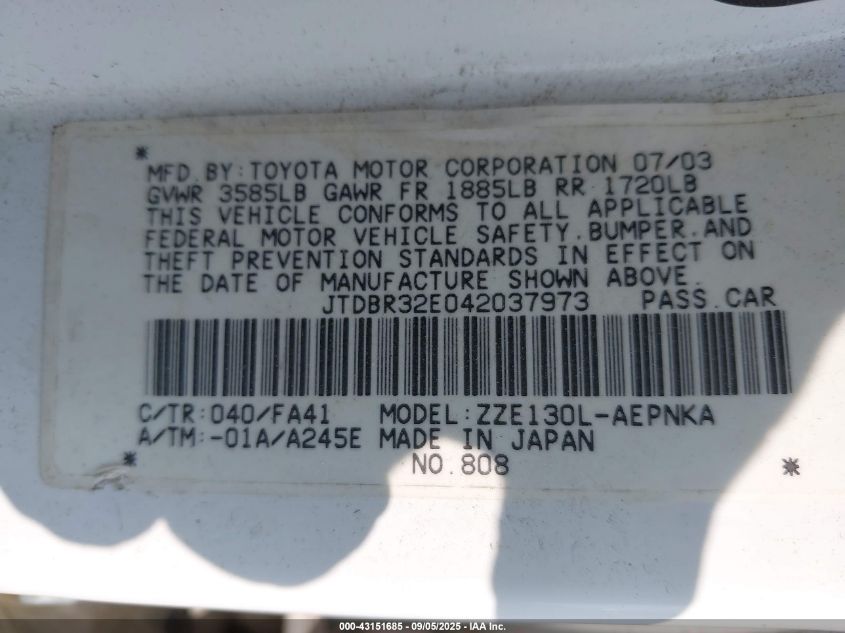 *
MFD.BY:TOYOTA MOTOR CORPORATION 07/03
GVWR 3585LB GAWR FR 1885LB RR 1720LB
THIS VEHICLE CONFORMS TO ALL APPLICABLE
FEDERAL MOTOR VEHICLE SAFETY.BUMPER.AND
THEFT PREVENTION STANDARDS IN EFFECT ON
THE DATE OF MANUFACTURE SHOWN ABOVE.
JTDBR32E042037973 PASS.CAR
C/TR:040/FA41 MODEL:ZZE130L-AEPNKA
A/TM:-01A/A245E MADE IN JAPAN
* NO.808 *
000-43151685 - 09/05/2025 - IAA Inc.